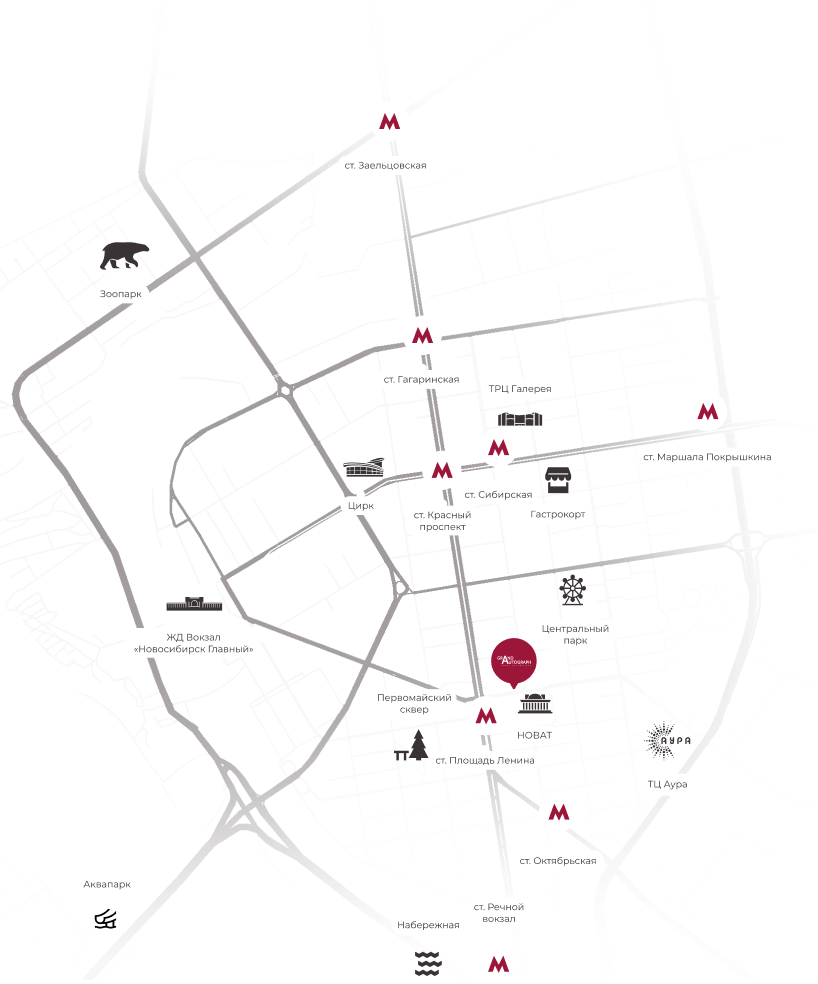 ст. Заельцовская
Зоопарк
ст. Гагаринская
ТРЦ Галерея
ст. Маршала Покрышкина
ст. Сибирская
Цирк
ст. Красный
проспект
Гастрокорт
Центральный
парк
ЖД Вокзал
«Новосибирск Главный»
GRAND
AUTOGRAPH
Первомайский
сквер
НОВАТ
АУРА
ст. Площадь Ленина
ТЦ Аура
ст. Октябрьская
Аквапарк
ст. Речной
вокзал
Набережная